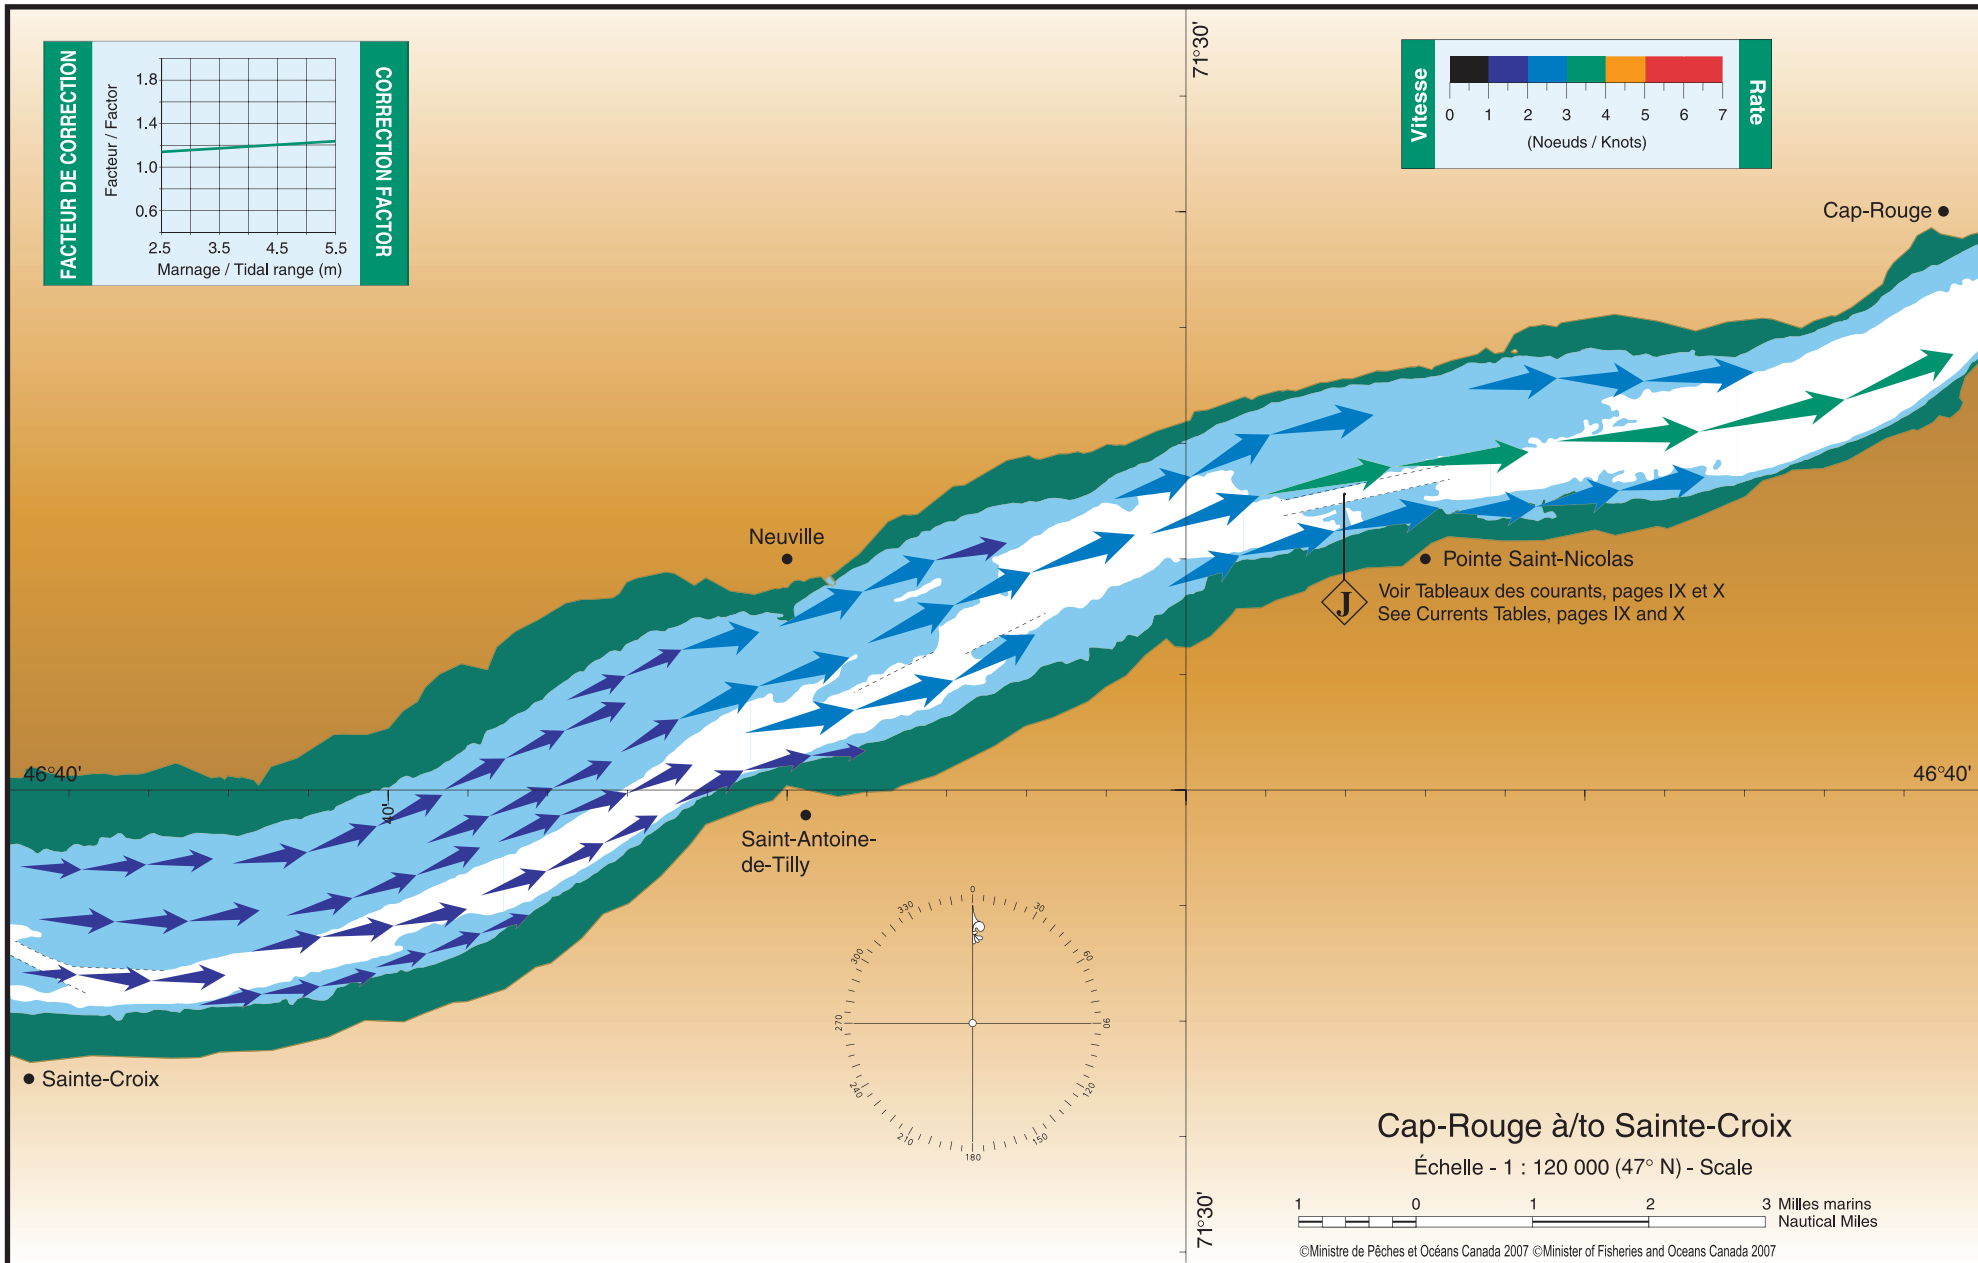 FACTEUR DE CORRECTION
CORRECTION FACTOR
Facteur / Factor
1.8
1.4
1.0
0.6
2.5 3.5 4.5 5.5
Marnage / Tidal range (m)
71°30'
Vitesse
Rate
0 1 2 3 4 5 6 7
(Noeuds / Knots)
Cap-Rouge
Neuville
Pointe Saint-Nicolas
J
Voir Tableaux des courants, pages IX et X
See Currents Tables, pages IX and X
46°40'
46°40'
40'
Saint-Antoine-
de-Tilly
0
30
60
90
120
150
180
210
240
270
300
330
Sainte-Croix
Cap-Rouge à/to Sainte-Croix
Échelle - 1 : 120 000 (47° N) - Scale
1 0 1 2 3 Milles marins
Nautical Miles
71°30'
©Ministre de Pêches et Océans Canada 2007 ©Minister of Fisheries and Oceans Canada 2007